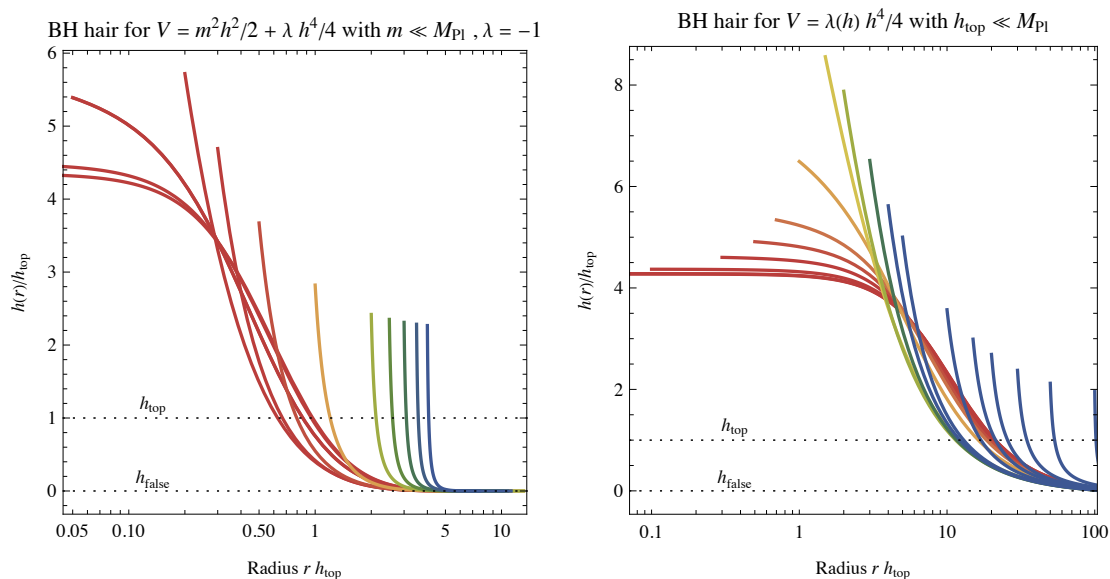 BH hair for V = m²h²/2 + λ h⁴/4 with m ≪ M_Pl , λ = −1
6
5
4
3
2
1
0
h(r)/h_top
h_top
h_false
0.05 0.10 0.50 1 5 10
Radius r h_top
BH hair for V = λ(h) h⁴/4 with h_top ≪ M_Pl
8
6
4
2
0
h(r)/h_top
h_top
h_false
0.1 1 10 100
Radius r h_top